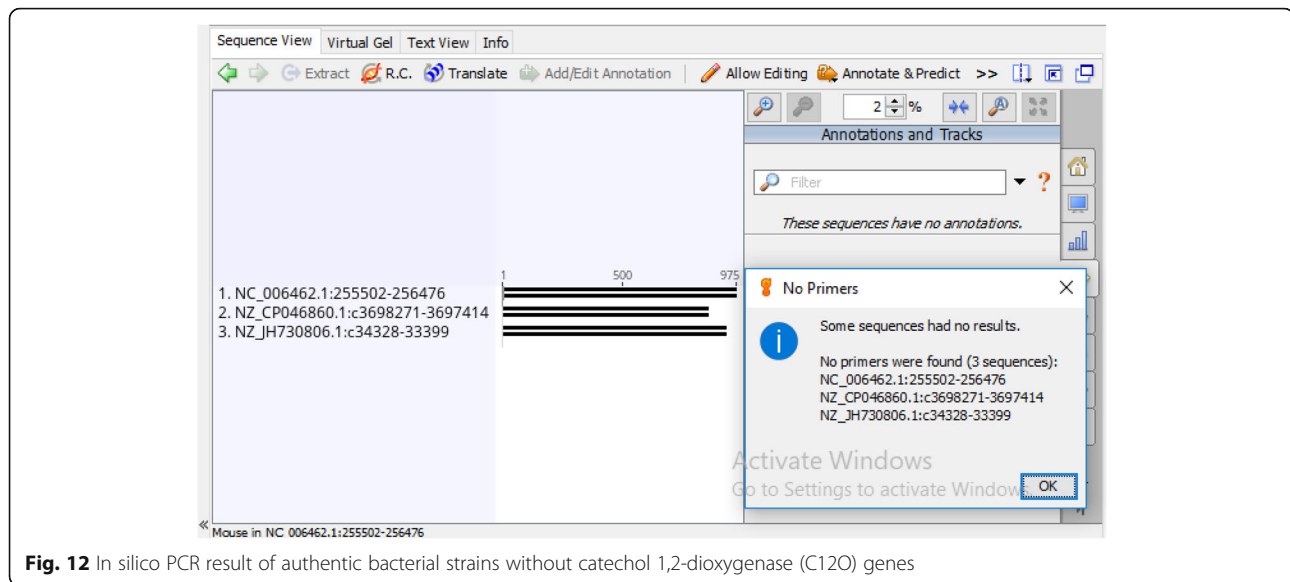 Sequence View Virtual Gel Text View Info
Extract R.C. Translate Add/Edit Annotation Allow Editing Annotate & Predict >>
2 %
Annotations and Tracks
Filter ?
These sequences have no annotations.
1 500 975
1. NC_006462.1:255502-256476
2. NZ_CP046860.1:c3698271-3697414
3. NZ_JH730806.1:c34328-33399
No Primers
Some sequences had no results.
No primers were found (3 sequences):
NC_006462.1:255502-256476
NZ_CP046860.1:c3698271-3697414
NZ_JH730806.1:c34328-33399
Activate Windows
Go to Settings to activate Windows
OK
Mouse in NC 006462.1:255502-256476
Fig. 12 In silico PCR result of authentic bacterial strains without catechol 1,2-dioxygenase (C12O) genes